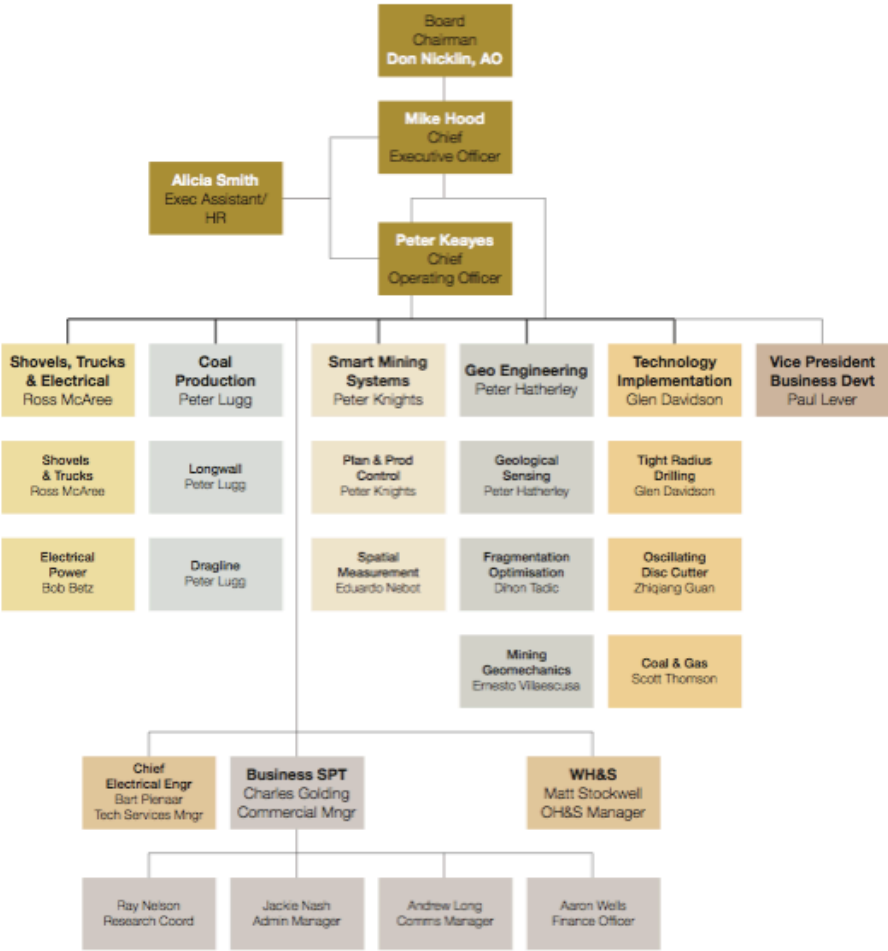 Board
Chairman
Don Nicklin, AO
Mike Hood
Chief
Executive Officer
Alicia Smith
Exec Assistant/
HR
Peter Keayes
Chief
Operating Officer
Shovels, Trucks
& Electrical
Ross McAree
Coal
Production
Peter Lugg
Smart Mining
Systems
Peter Knights
Geo Engineering
Peter Hatherley
Technology
Implementation
Glen Davidson
Vice President
Business Devt
Paul Lever
Shovels
& Trucks
Ross McAree
Longwall
Peter Lugg
Plan & Prod
Control
Peter Knights
Geological
Sensing
Peter Hatherley
Tight Radius
Drilling
Glen Davidson
Electrical
Power
Bob Betz
Dragline
Peter Lugg
Spatial
Measurement
Eduardo Nebot
Fragmentation
Optimisation
Dihon Tadic
Oscillating
Disc Cutter
Zhiqiang Guan
Mining
Geomechanics
Ernesto Villaescusa
Coal & Gas
Scott Thomson
Chief
Electrical Engr
Bart Pienaar
Tech Services Mngr
Business SPT
Charles Golding
Commercial Mngr
WH&S
Matt Stockwell
OH&S Manager
Ray Nelson
Research Coord
Jackie Nash
Admin Manager
Andrew Long
Comms Manager
Aaron Wells
Finance Officer